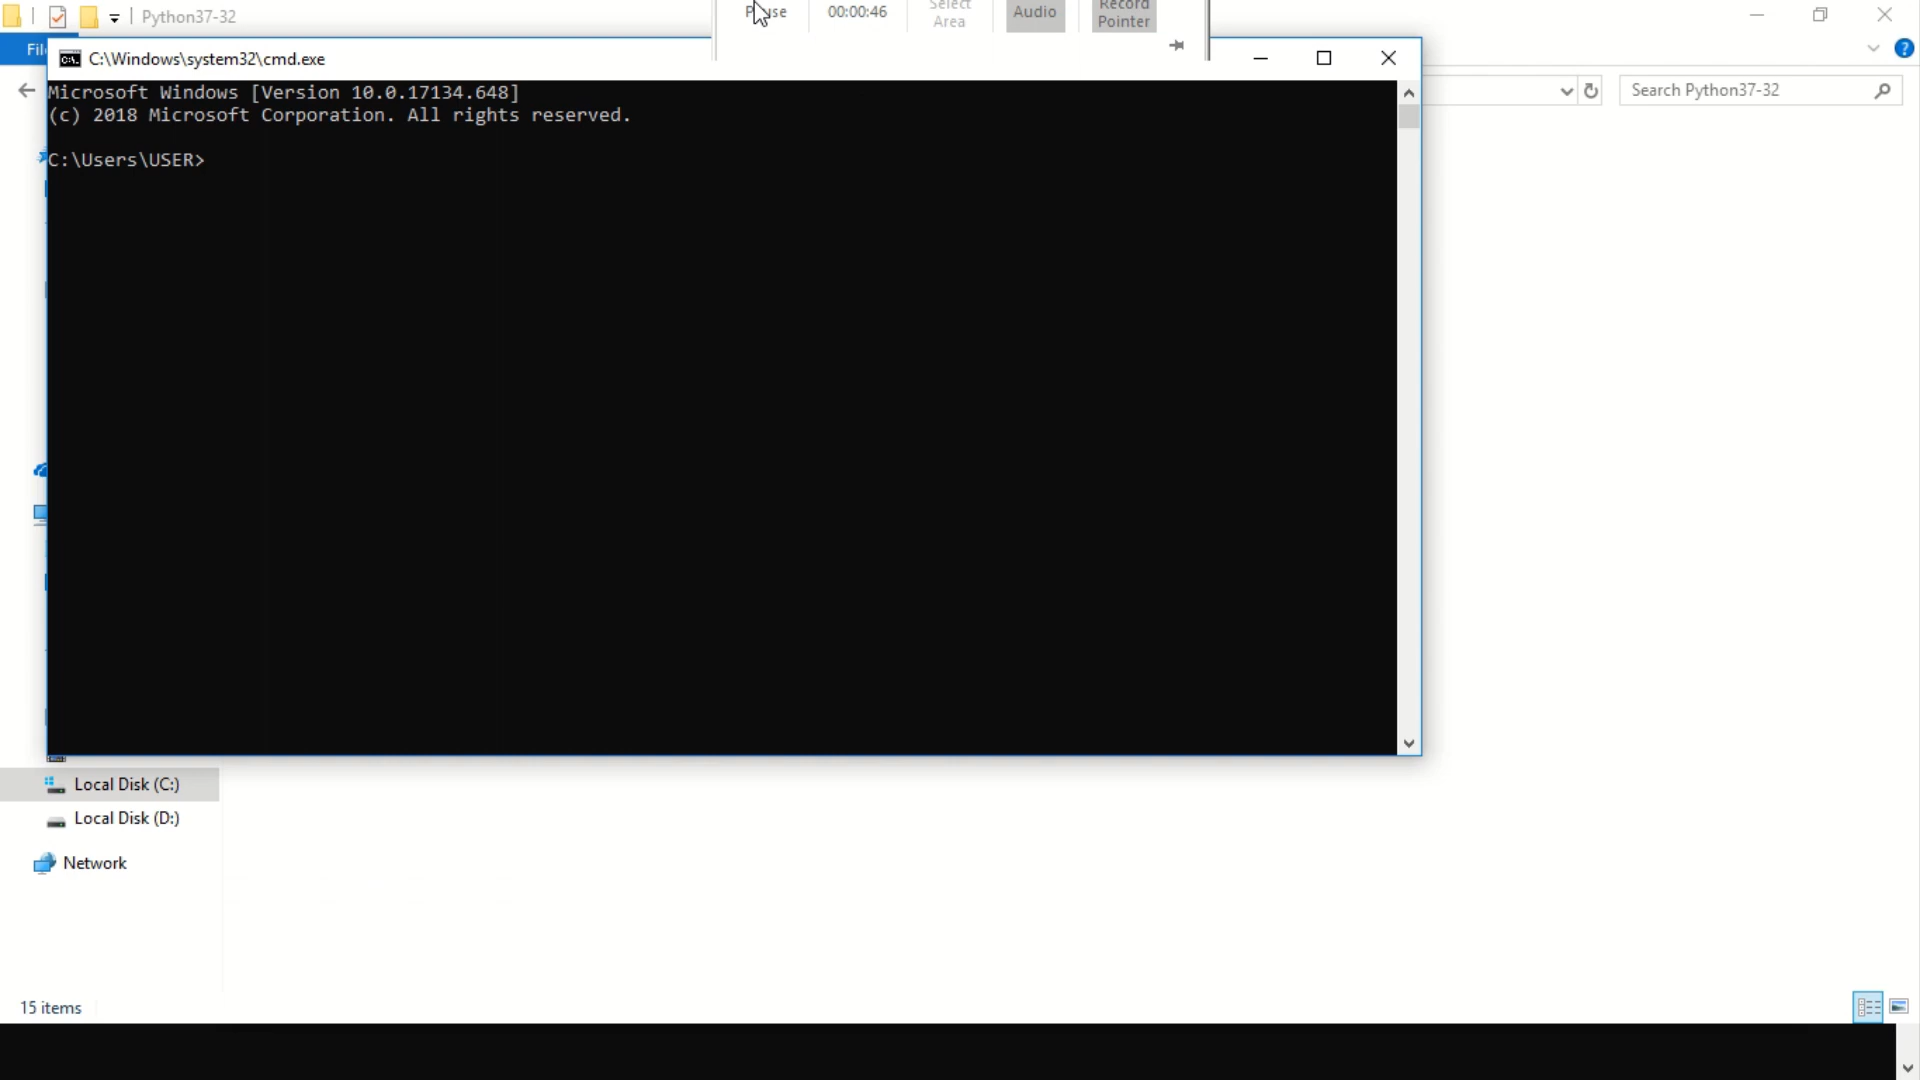 Python37-32
Pause
00:00:46
Select
Area
Audio
Record
Pointer
C:\Windows\system32\cmd.exe
Search Python37-32
Microsoft Windows [Version 10.0.17134.648]
(c) 2018 Microsoft Corporation. All rights reserved.
C:\Users\USER>
Local Disk (C:)
Local Disk (D:)
Network
15 items